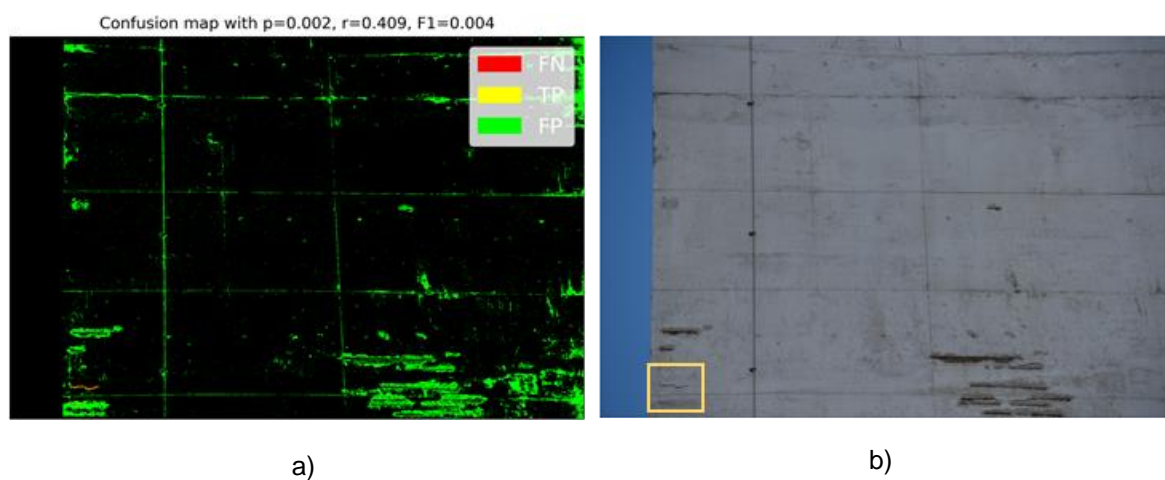 Confusion map with p=0.002, r=0.409, F1=0.004
FN
TP
FP
a)
b)